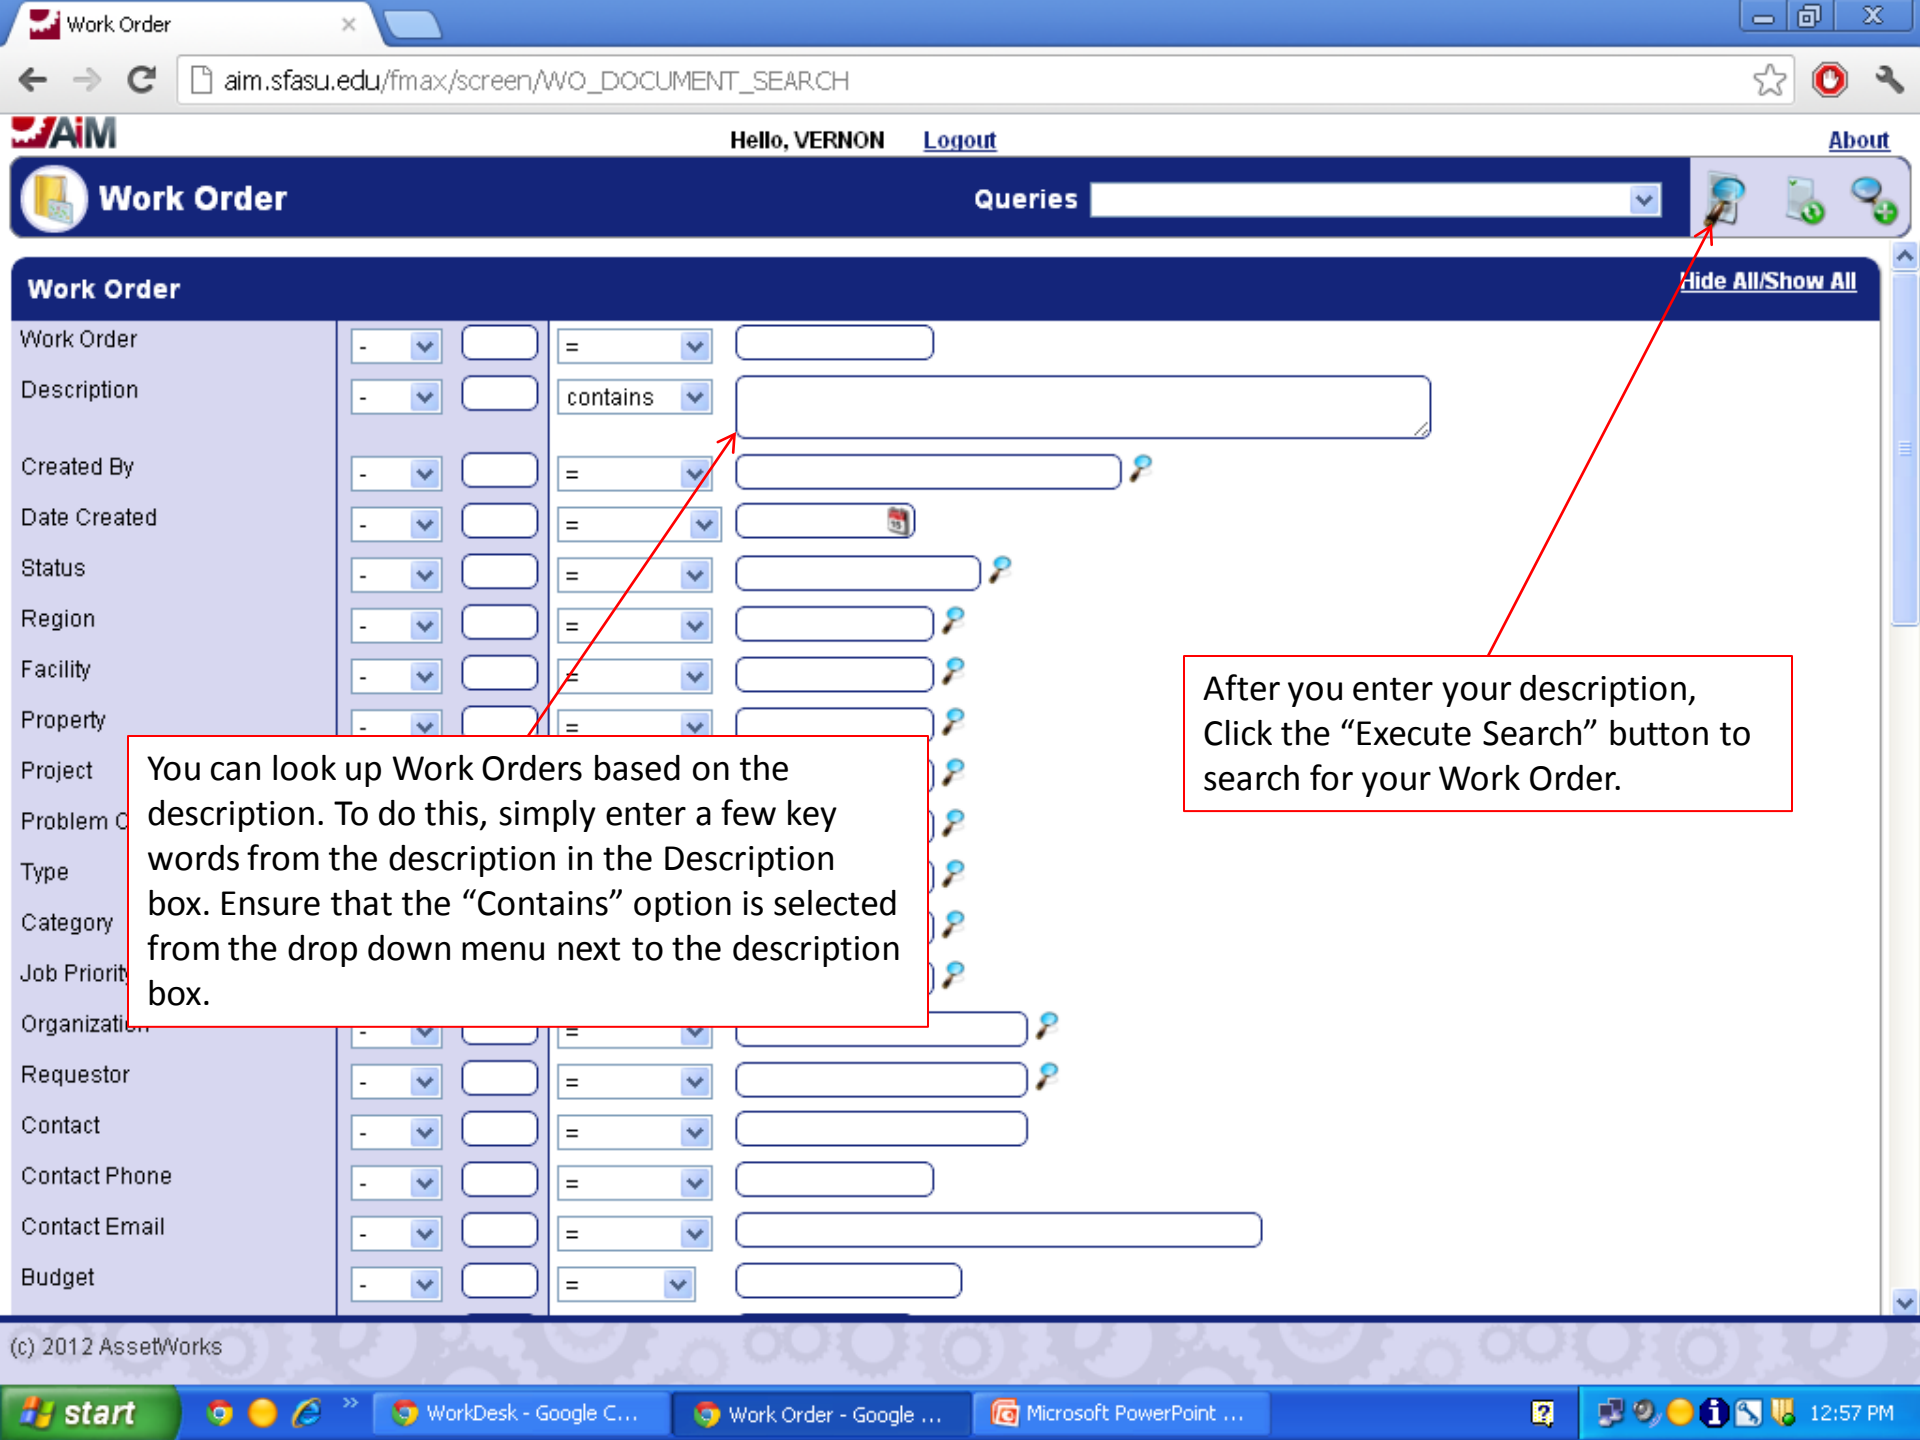 Work Order
aim.sfasu.edu/fmax/screen/WO_DOCUMENT_SEARCH
AiM
Hello, VERNON
Logout
About
Work Order
Queries
Work Order
Hide All/Show All
Work Order
- =
Description
- contains
Created By
- =
Date Created
- =
15
Status
- =
Region
- =
Facility
- =
Property
- =
Project
Problem C
Type
Category
Job Priority
Organization
- =
Requestor
- =
Contact
- =
Contact Phone
- =
Contact Email
- =
Budget
- =
You can look up Work Orders based on the
description. To do this, simply enter a few key
words from the description in the Description
box. Ensure that the “Contains” option is selected
from the drop down menu next to the description
box.
After you enter your description,
Click the “Execute Search” button to
search for your Work Order.
(c) 2012 AssetWorks
start
WorkDesk - Google C...
Work Order - Google ...
Microsoft PowerPoint ...
12:57 PM